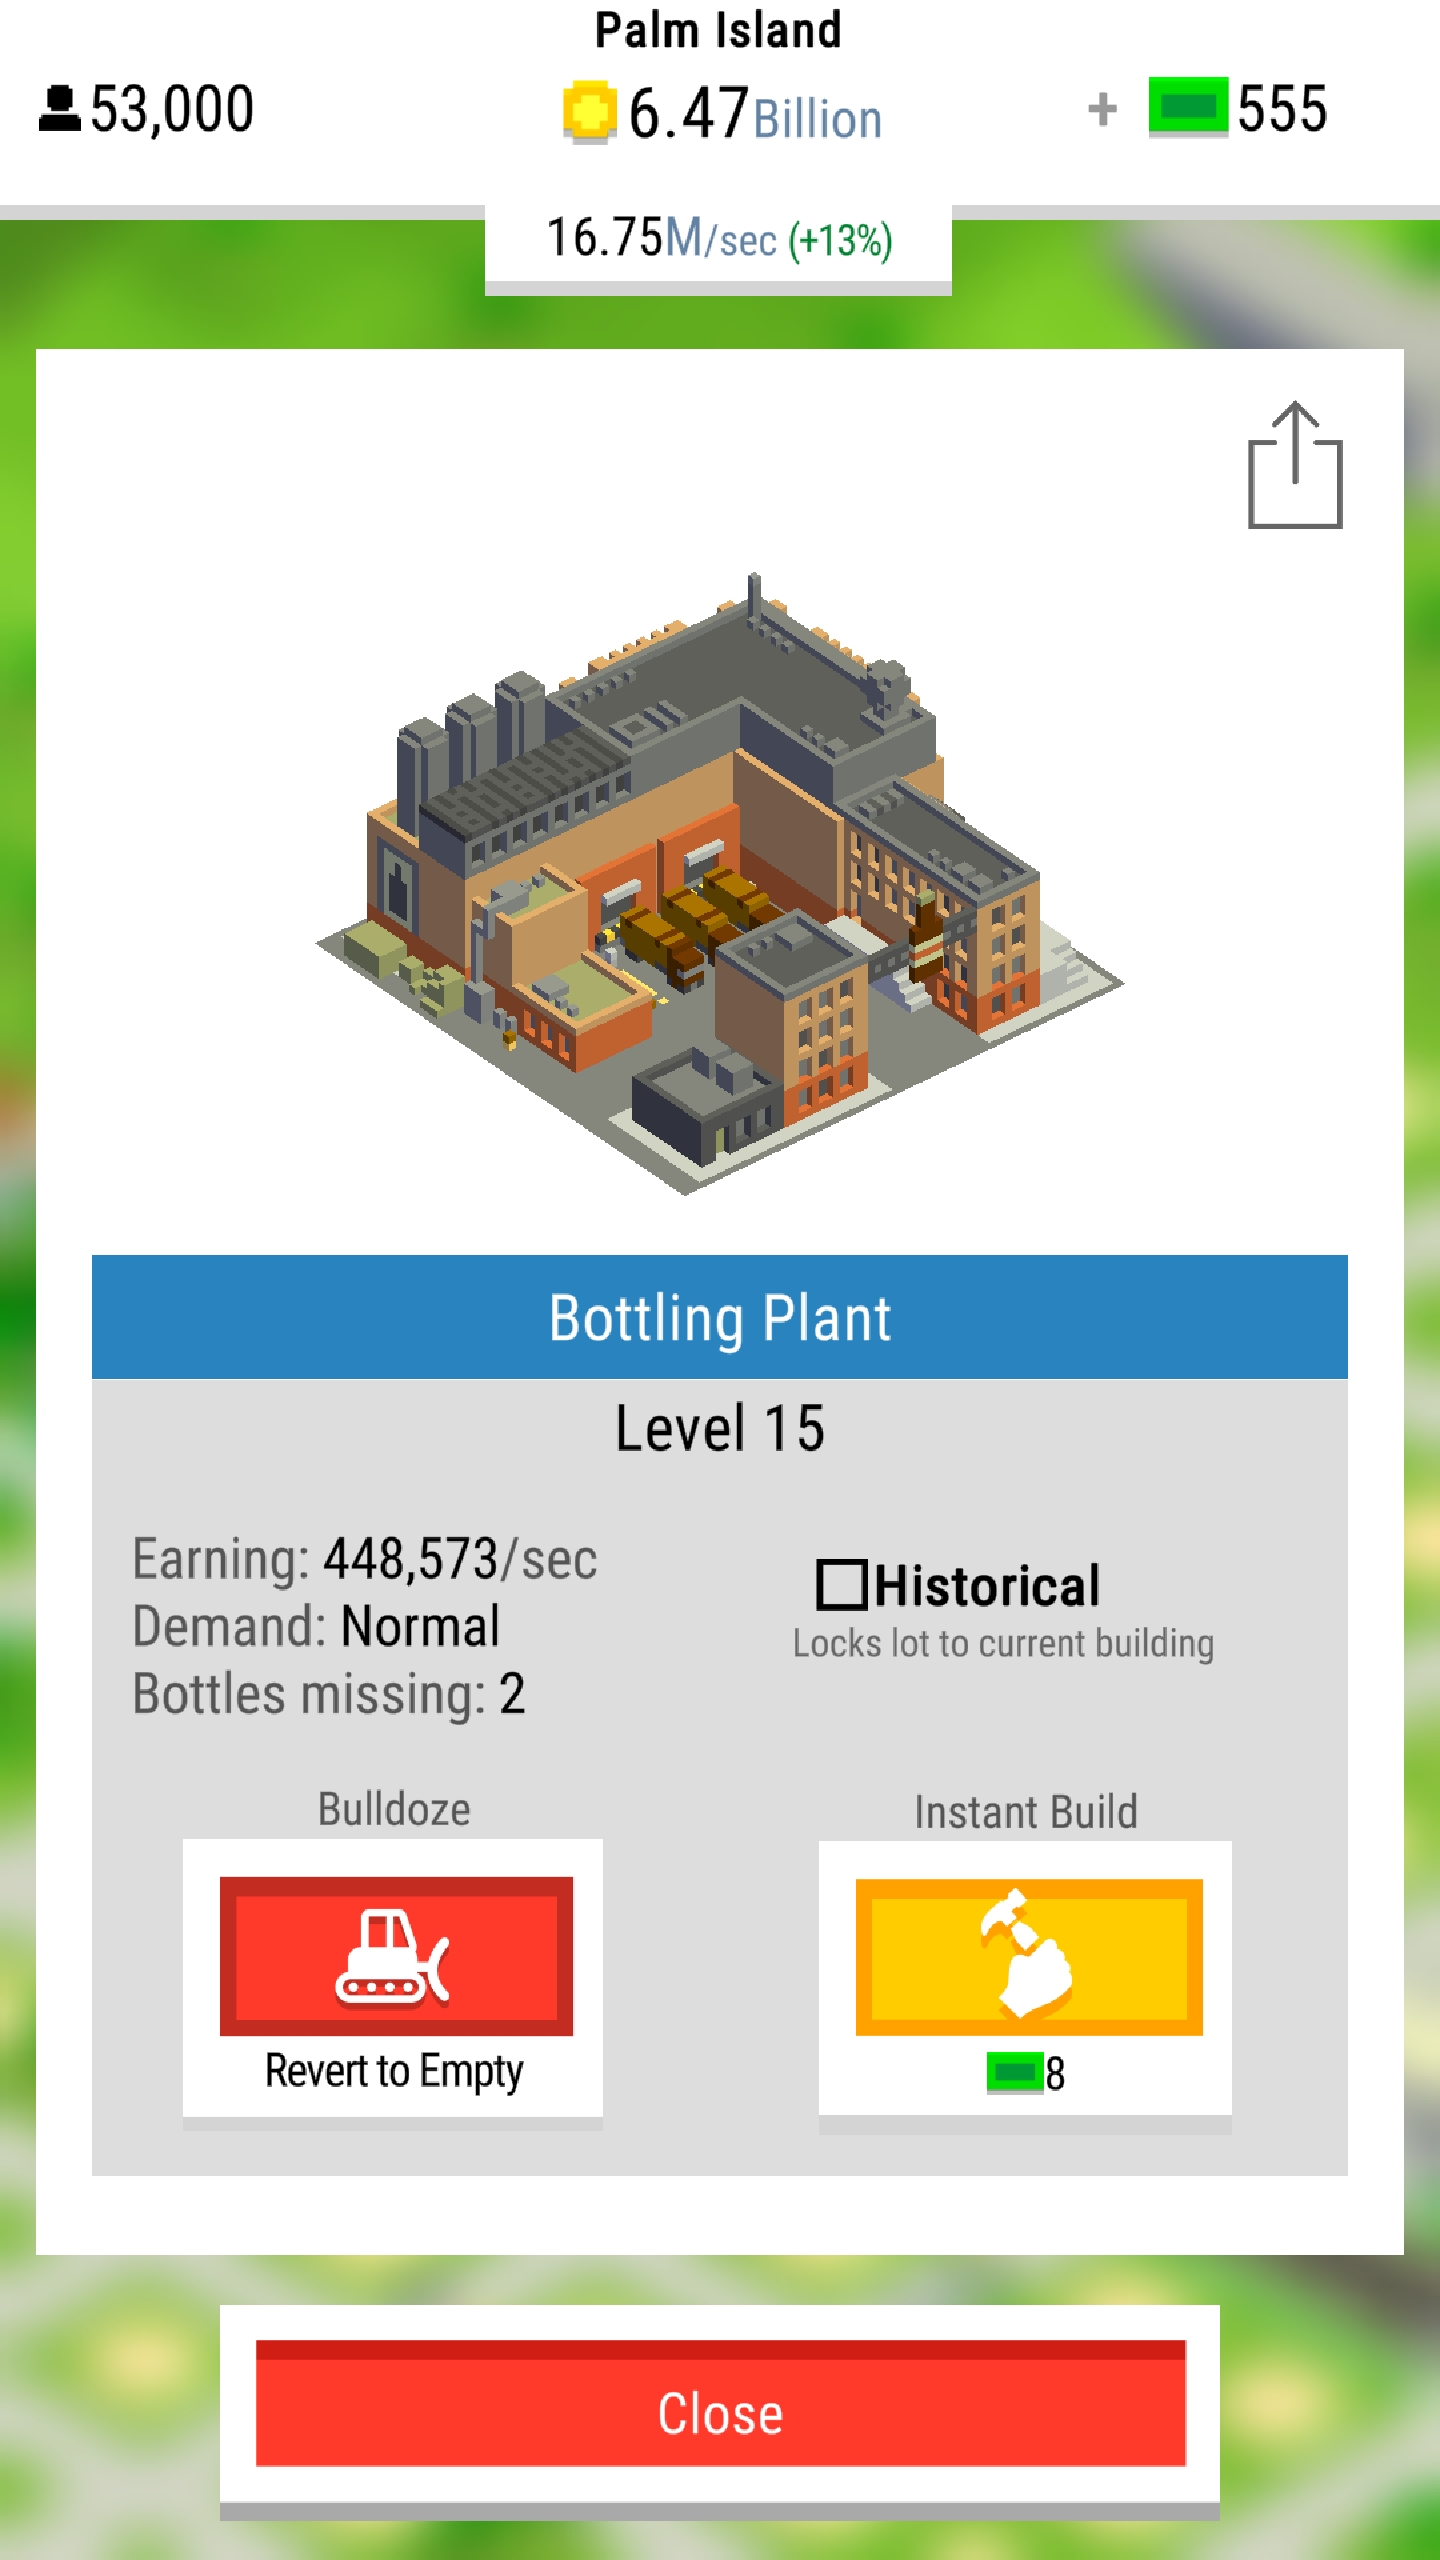 Palm Island
53,000
6.47Billion
+ 555
16.75M/sec (+13%)
Bottling Plant
Level 15
Earning: 448,573/sec
Demand: Normal
Bottles missing: 2
Historical
Locks lot to current building
Bulldoze
Revert to Empty
Instant Build
8
Close